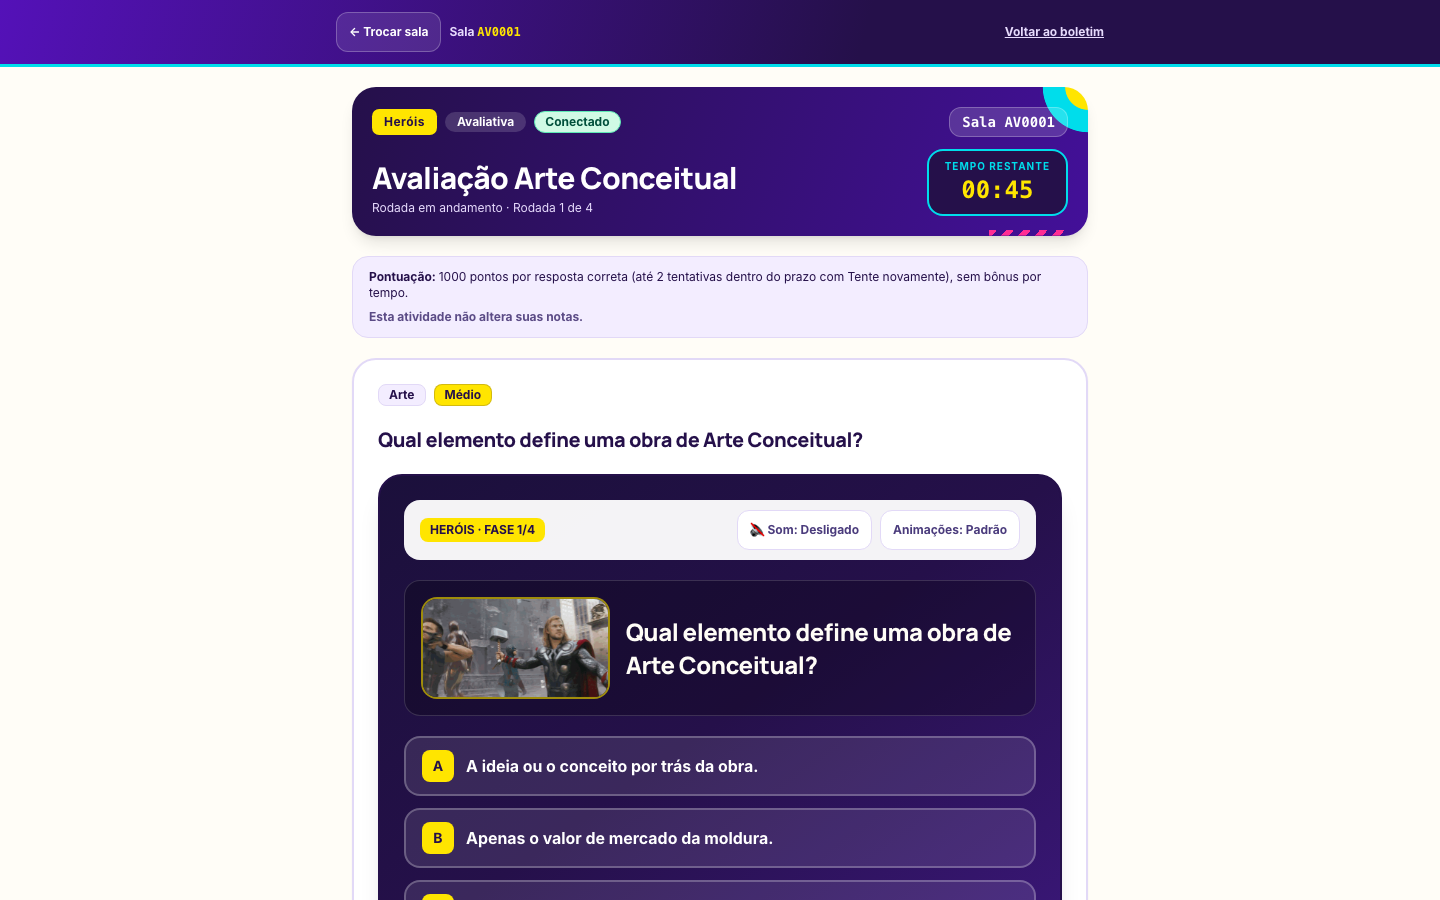 ← Trocar sala
Sala AV0001
Voltar ao boletim
Heróis
Avaliativa
Conectado
Sala AV0001
Avaliação Arte Conceitual
Rodada em andamento · Rodada 1 de 4
TEMPO RESTANTE
00:45
Pontuação: 1000 pontos por resposta correta (até 2 tentativas dentro do prazo com Tente novamente), sem bônus por
tempo.
Esta atividade não altera suas notas.
Arte
Médio
Qual elemento define uma obra de Arte Conceitual?
HERÓIS · FASE 1/4
Som: Desligado
Animações: Padrão
Qual elemento define uma obra de
Arte Conceitual?
A
A ideia ou o conceito por trás da obra.
B
Apenas o valor de mercado da moldura.